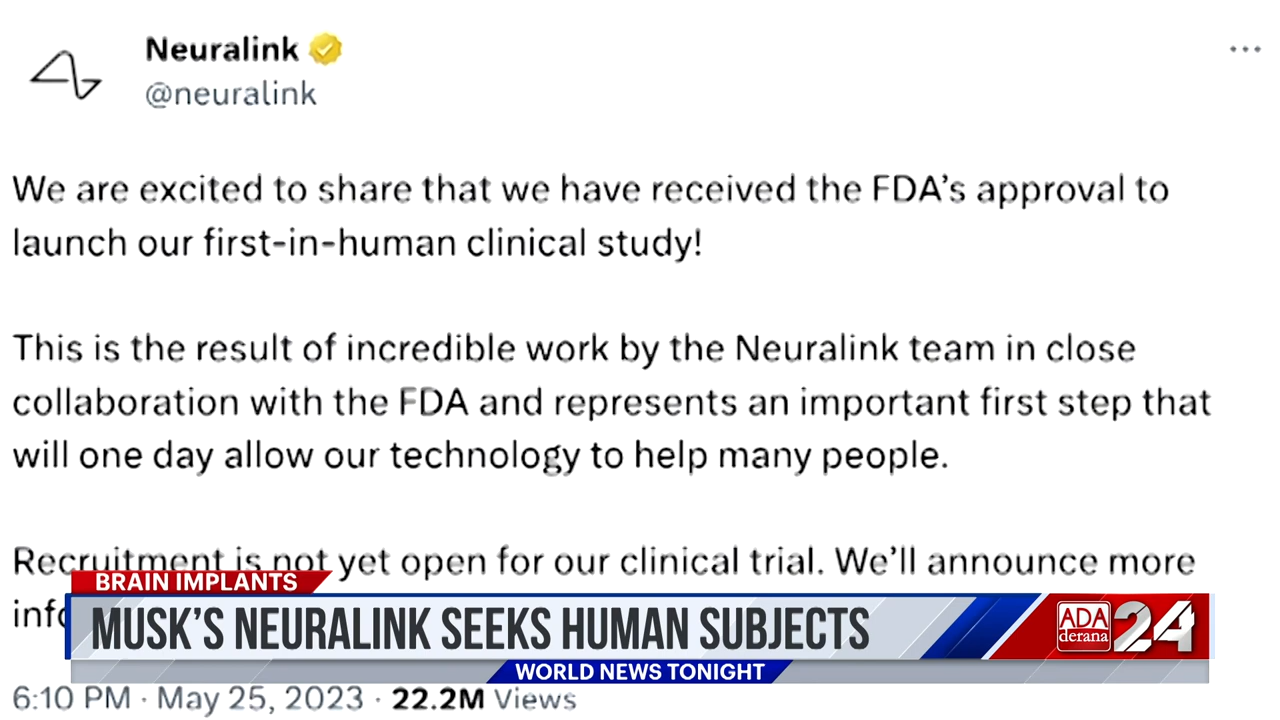 Neuralink
@neuralink
We are excited to share that we have received the FDA's approval to
launch our first-in-human clinical study!
This is the result of incredible work by the Neuralink team in close
collaboration with the FDA and represents an important first step that
will one day allow our technology to help many people.
Recruitment is not yet open for our clinical trial. We'll announce more
BRAIN IMPLANTS
MUSK'S NEURALINK SEEKS HUMAN SUBJECTS
ADA
derana
24
WORLD NEWS TONIGHT
6:10 PM · May 25, 2023 · 22.2M Views